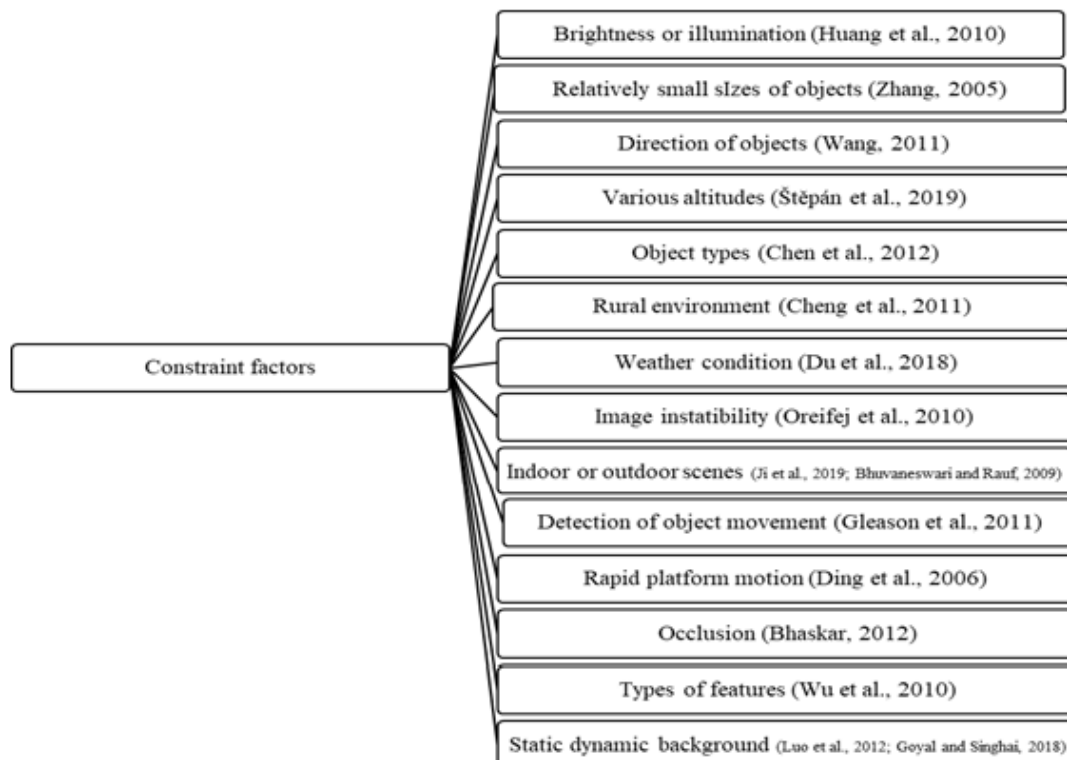 Brightness or illumination (Huang et al., 2010)
Relatively small sIzes of objects (Zhang, 2005)
Direction of objects (Wang, 2011)
Various altitudes (Štěpán et al., 2019)
Object types (Chen et al., 2012)
Rural environment (Cheng et al., 2011)
Constraint factors
Weather condition (Du et al., 2018)
Image instatibility (Oreifej et al., 2010)
Indoor or outdoor scenes (Ji et al., 2019; Bhuvaneswari and Rauf, 2009)
Detection of object movement (Gleason et al., 2011)
Rapid platform motion (Ding et al., 2006)
Occlusion (Bhaskar, 2012)
Types of features (Wu et al., 2010)
Static dynamic background (Luo et al., 2012; Goyal and Singhai, 2018)